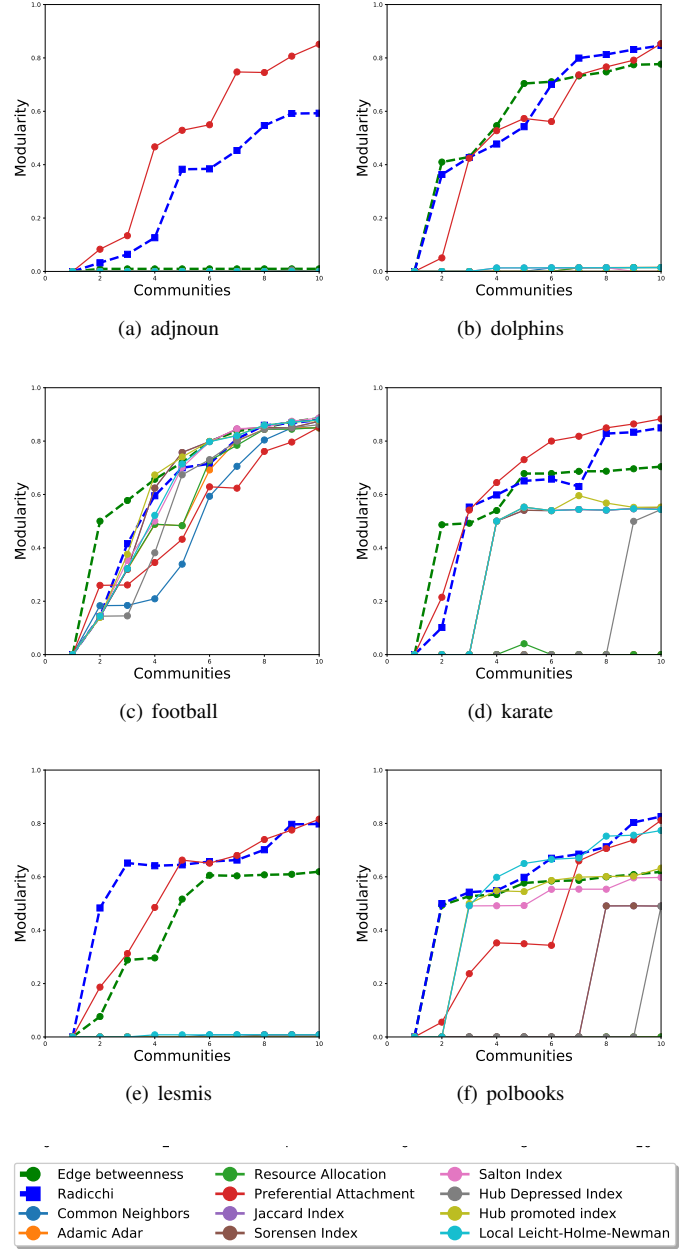 1.0
1.0
0.8
0.8
0.6
0.6
Modularity
Modularity
0.4
0.4
0.2
0.2
0.0
0.0
2 4 6 8 10
2 4 6 8 10
Communities
Communities
(a) adjnoun
(b) dolphins
1.0
1.0
0.8
0.8
0.6
0.6
Modularity
Modularity
0.4
0.4
0.2
0.2
0.0
0.0
2 4 6 8 10
2 4 6 8 10
Communities
Communities
(c) football
(d) karate
1.0
1.0
0.8
0.8
0.6
0.6
Modularity
Modularity
0.4
0.4
0.2
0.2
0.0
0.0
2 4 6 8 10
2 4 6 8 10
Communities
Communities
(e) lesmis
(f) polbooks
Edge betweenness
Radicchi
Common Neighbors
Adamic Adar
Resource Allocation
Preferential Attachment
Jaccard Index
Sorensen Index
Salton Index
Hub Depressed Index
Hub promoted index
Local Leicht-Holme-Newman